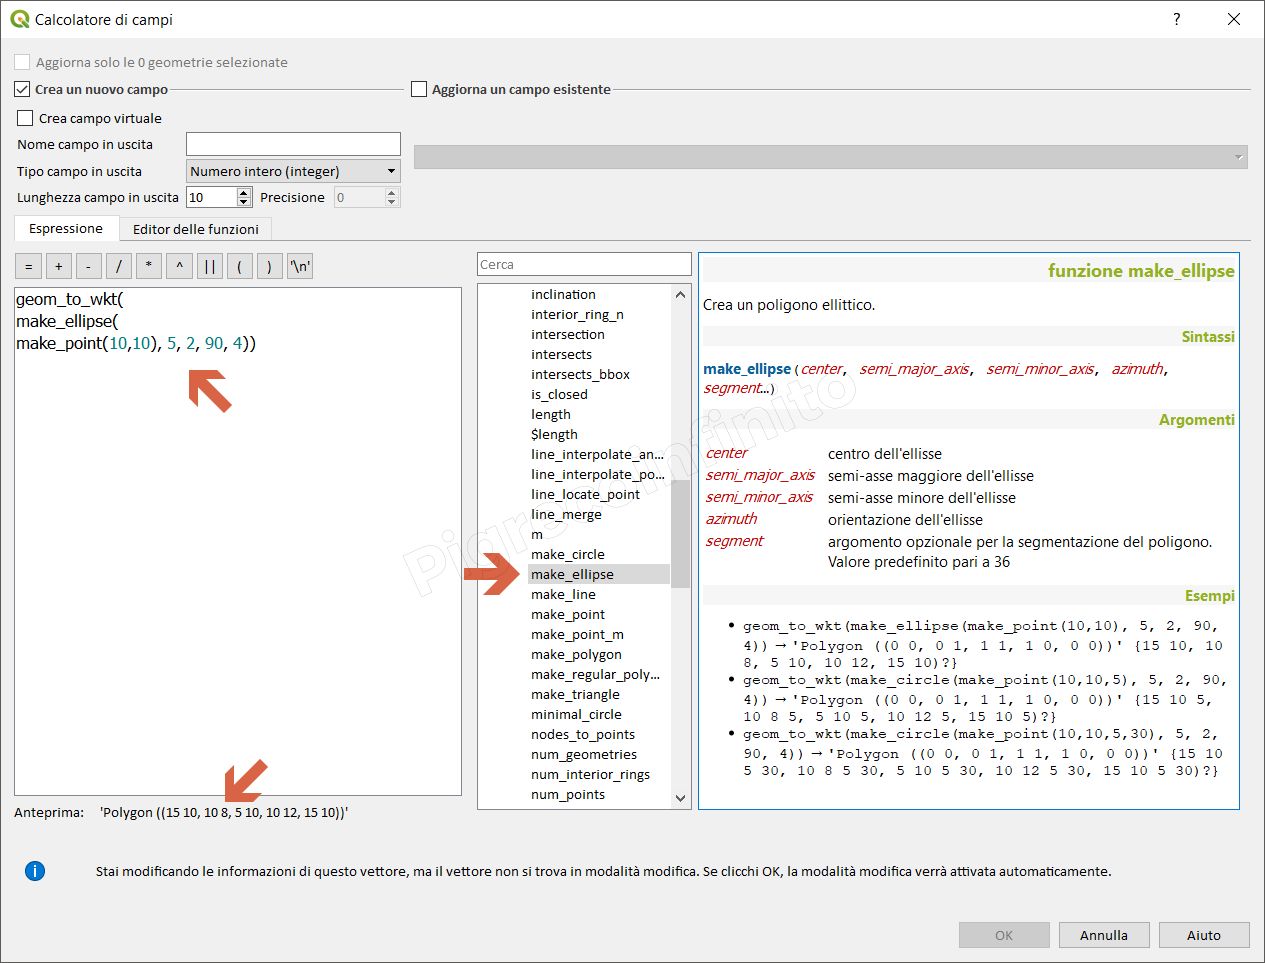 Calcolatore di campi
?
Aggiorna solo le 0 geometrie selezionate
Crea un nuovo campo
Aggiorna un campo esistente
Crea campo virtuale
Nome campo in uscita
Tipo campo in uscita
Numero intero (integer)
Lunghezza campo in uscita
10
Precisione
0
Espressione
Editor delle funzioni
= + - / * ^ || ( ) '\n'
geom_to_wkt(
make_ellipse(
make_point(10,10), 5, 2, 90, 4))
Anteprima: 'Polygon ((15 10, 10 8, 5 10, 10 12, 15 10))'
Cerca
inclination
interior_ring_n
intersection
intersects
intersects_bbox
is_closed
length
$length
line_interpolate_an...
line_interpolate_po...
line_locate_point
line_merge
m
make_circle
make_ellipse
make_line
make_point
make_point_m
make_polygon
make_regular_poly...
make_triangle
minimal_circle
nodes_to_points
num_geometries
num_interior_rings
num_points
funzione make_ellipse
Crea un poligono ellittico.
Sintassi
make_ellipse(center, semi_major_axis, semi_minor_axis, azimuth,
segment...)
Argomenti
center centro dell'ellisse
semi_major_axis semi-asse maggiore dell'ellisse
semi_minor_axis semi-asse minore dell'ellisse
azimuth orientazione dell'ellisse
segment argomento opzionale per la segmentazione del poligono.
Valore predefinito pari a 36
Esempi
• geom_to_wkt(make_ellipse(make_point(10,10), 5, 2, 90,
4)) → 'Polygon ((0 0, 0 1, 1 1, 1 0, 0 0))' {15 10, 10
8, 5 10, 10 12, 15 10)?}
• geom_to_wkt(make_circle(make_point(10,10,5), 5, 2, 90,
4)) → 'Polygon ((0 0, 0 1, 1 1, 1 0, 0 0))' {15 10 5,
10 8 5, 5 10 5, 10 12 5, 15 10 5)?}
• geom_to_wkt(make_circle(make_point(10,10,5,30), 5, 2,
90, 4)) → 'Polygon ((0 0, 0 1, 1 1, 1 0, 0 0))' {15 10
5 30, 10 8 5 30, 5 10 5 30, 10 12 5 30, 15 10 5 30)?}
Stai modificando le informazioni di questo vettore, ma il vettore non si trova in modalità modifica. Se clicchi OK, la modalità modifica verrà attivata automaticamente.
OK
Annulla
Aiuto